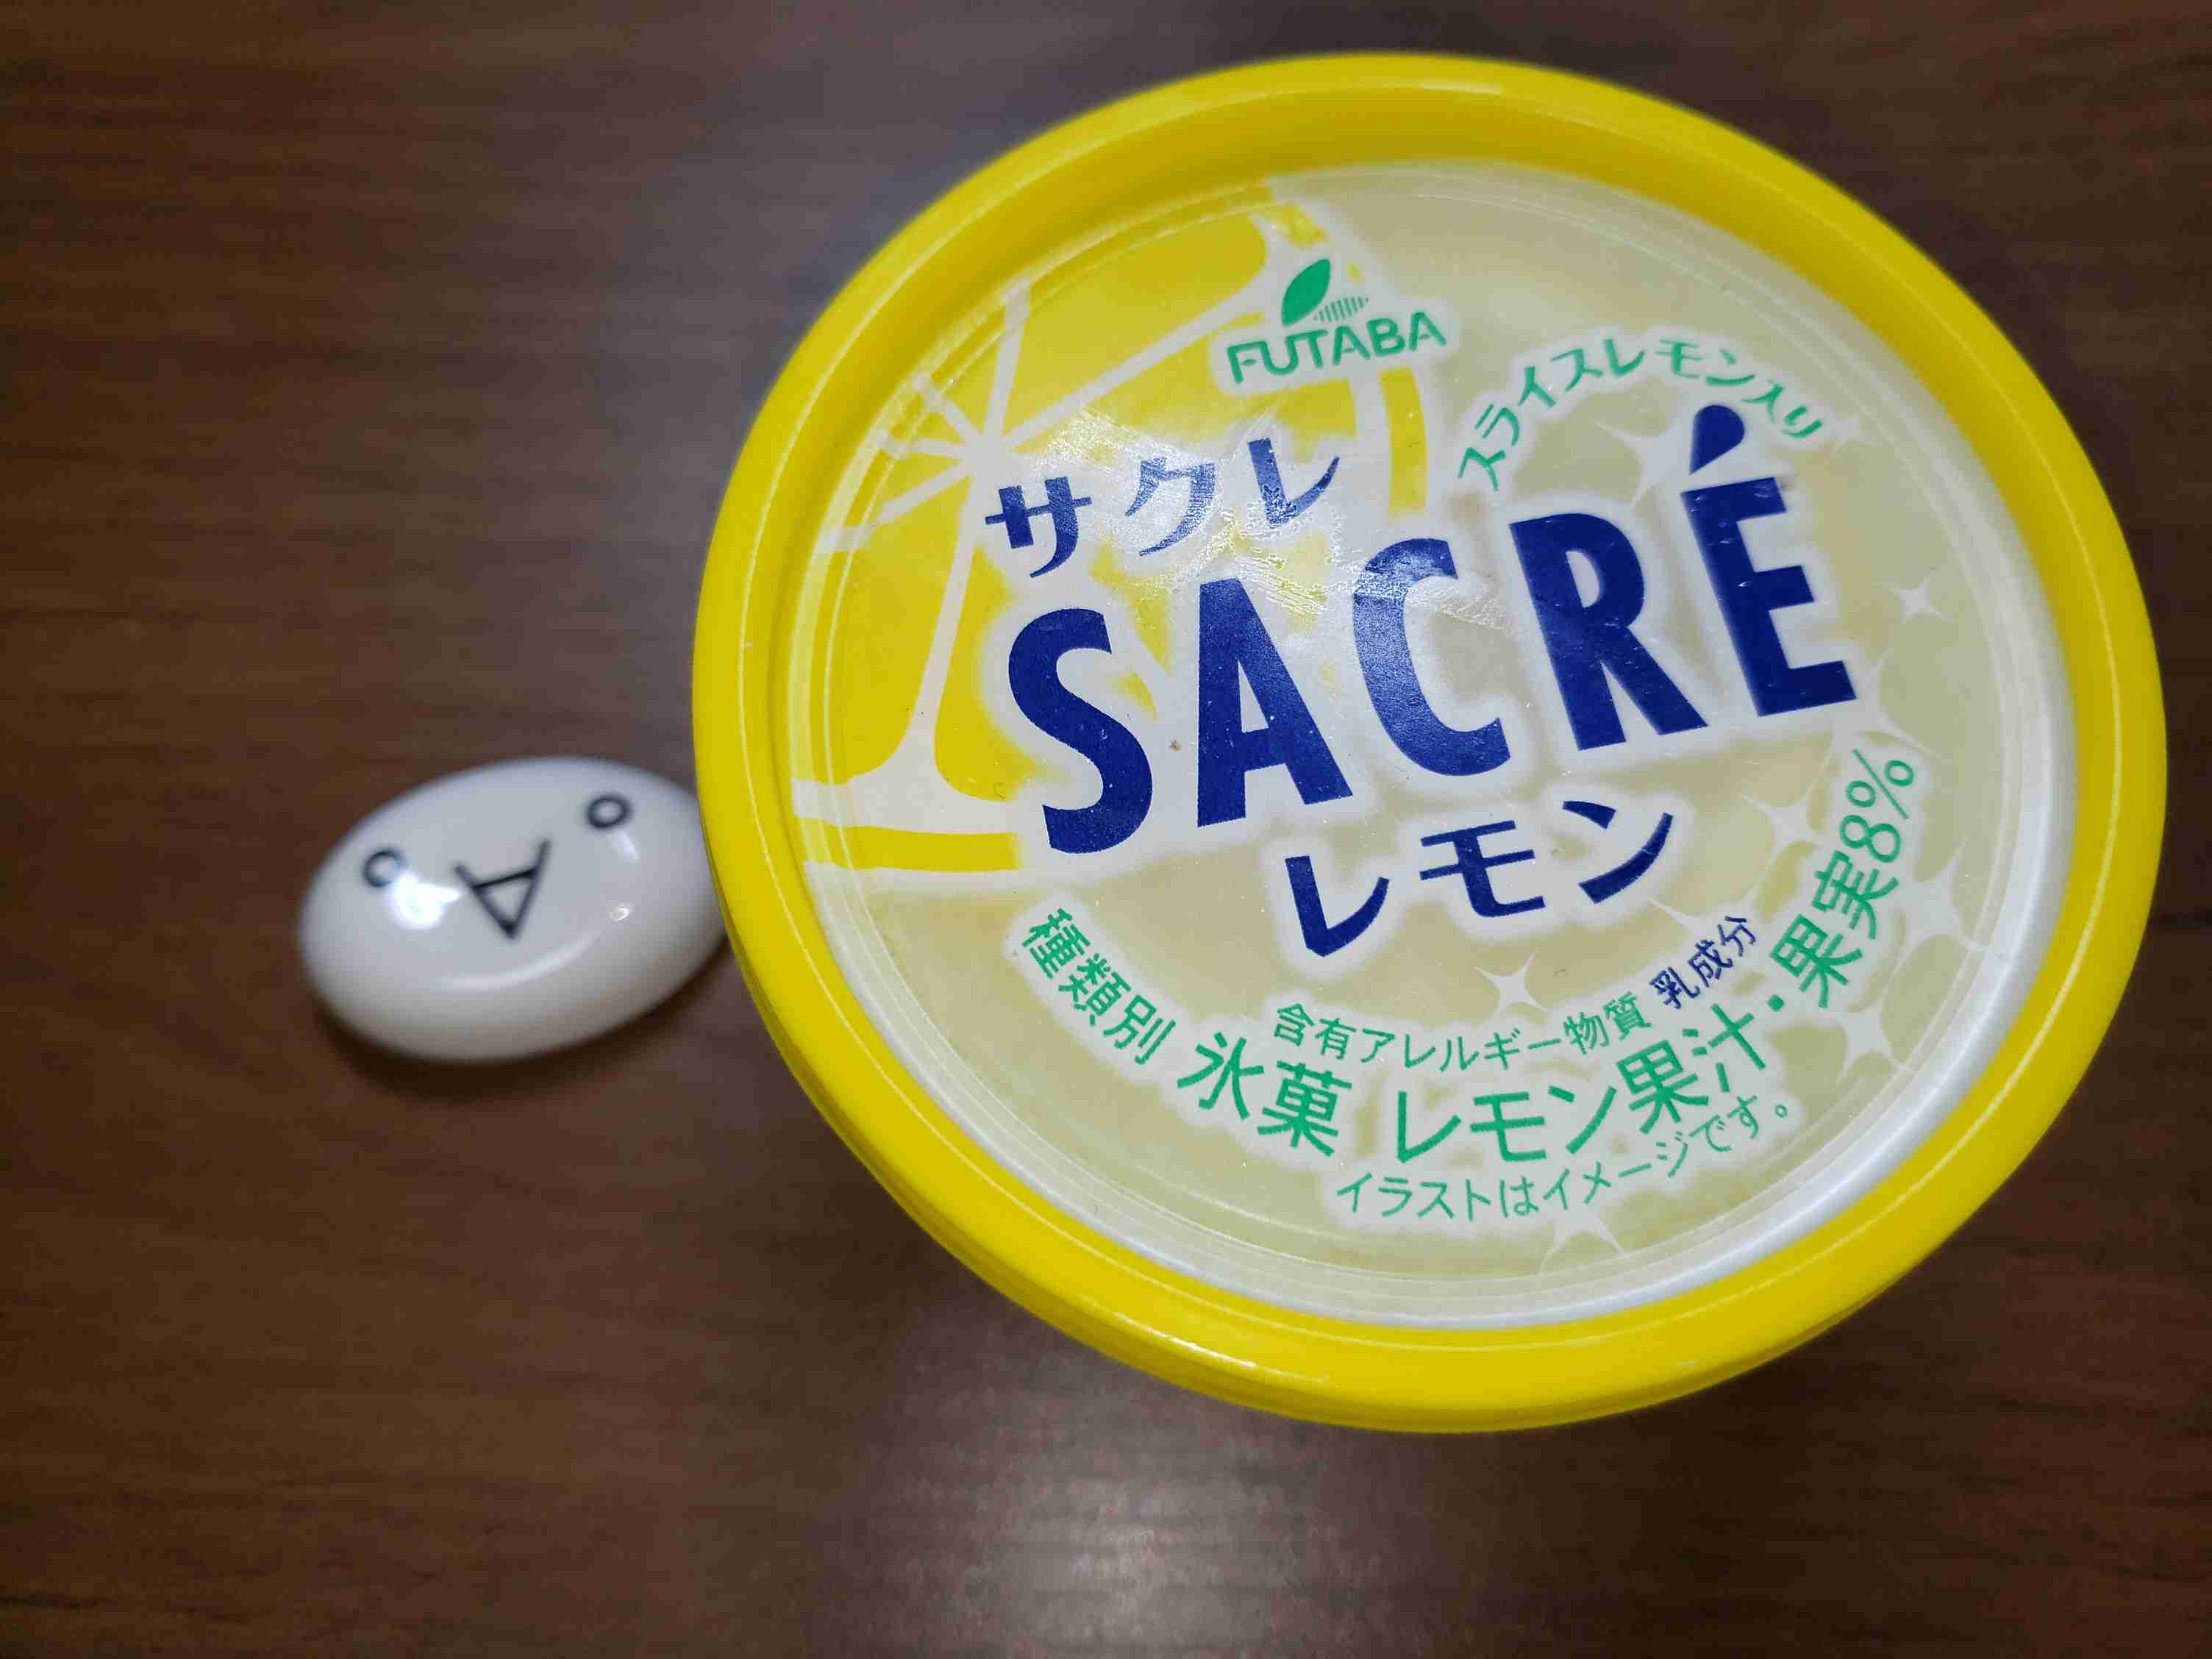 FUTABA
スライスレモン入り
サクレ
SACRÉ
レモン
含有アレルギー物質 乳成分
種類別 氷菓 レモン果汁・果実8%
イラストはイメージです。